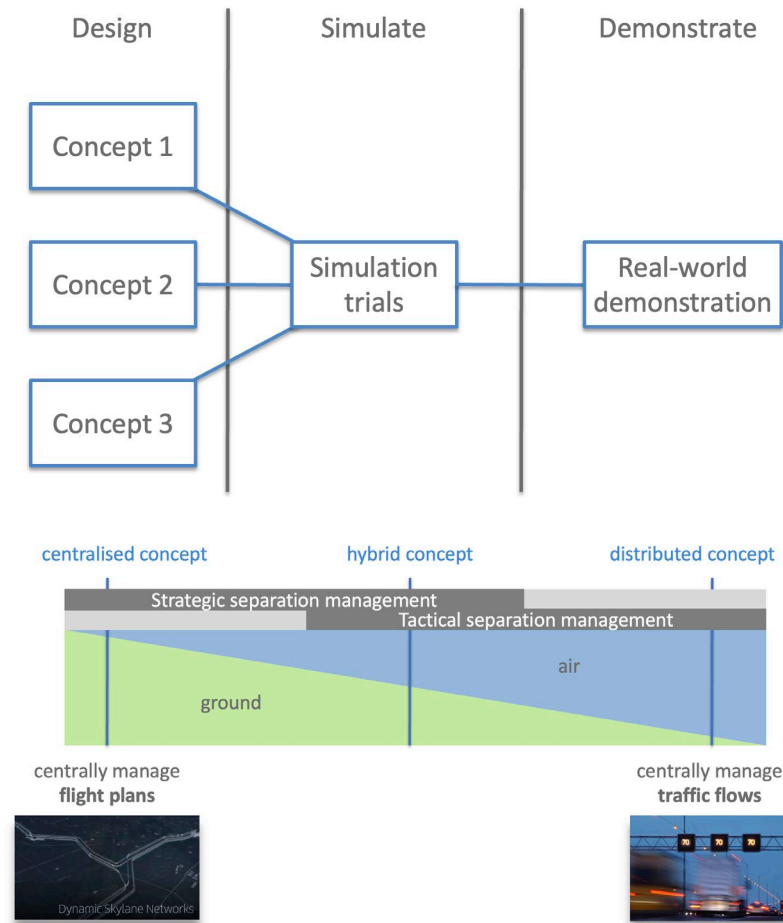 Design
Simulate
Demonstrate
Concept 1
Concept 2
Simulation
trials
Real-world
demonstration
Concept 3
centralised concept
hybrid concept
distributed concept
Strategic separation management
Tactical separation management
air
ground
centrally manage
flight plans
centrally manage
traffic flows
Dynamic Skylane Networks
70
70
70